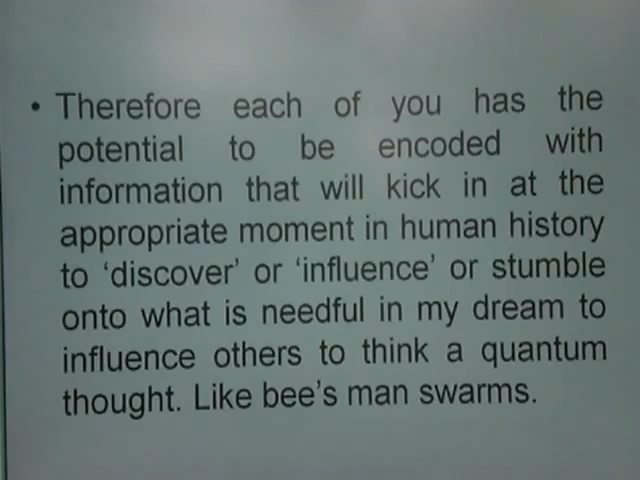 • Therefore each of you has the
potential to be encoded with
information that will kick in at the
appropriate moment in human history
to ‘discover’ or ‘influence’ or stumble
onto what is needful in my dream to
influence others to think a quantum
thought. Like bee’s man swarms.